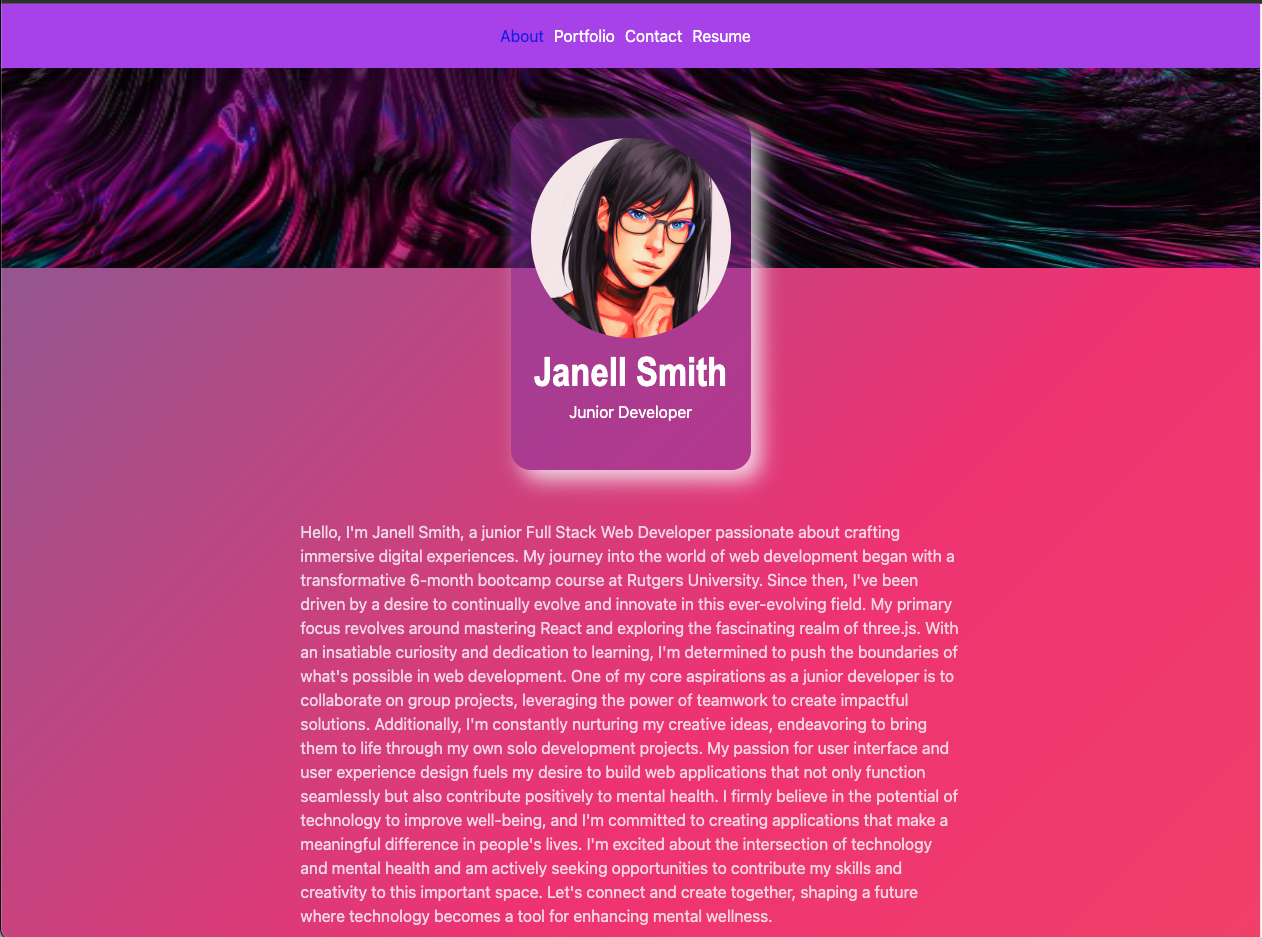 About Portfolio Contact Resume
Janell Smith
Junior Developer
Hello, I'm Janell Smith, a junior Full Stack Web Developer passionate about crafting
immersive digital experiences. My journey into the world of web development began with a
transformative 6-month bootcamp course at Rutgers University. Since then, I've been
driven by a desire to continually evolve and innovate in this ever-evolving field. My primary
focus revolves around mastering React and exploring the fascinating realm of three.js. With
an insatiable curiosity and dedication to learning, I'm determined to push the boundaries of
what's possible in web development. One of my core aspirations as a junior developer is to
collaborate on group projects, leveraging the power of teamwork to create impactful
solutions. Additionally, I'm constantly nurturing my creative ideas, endeavoring to bring
them to life through my own solo development projects. My passion for user interface and
user experience design fuels my desire to build web applications that not only function
seamlessly but also contribute positively to mental health. I firmly believe in the potential of
technology to improve well-being, and I'm committed to creating applications that make a
meaningful difference in people's lives. I'm excited about the intersection of technology
and mental health and am actively seeking opportunities to contribute my skills and
creativity to this important space. Let's connect and create together, shaping a future
where technology becomes a tool for enhancing mental wellness.